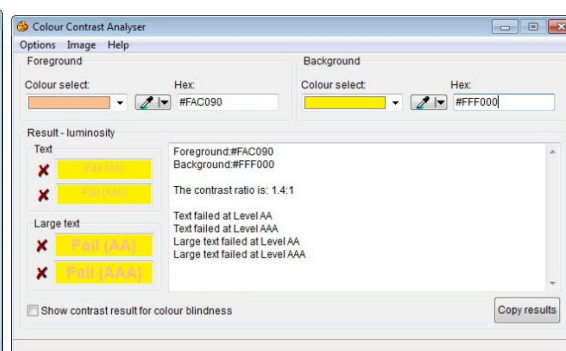 Colour Contrast Analyser
Options Image Help
Foreground
Colour select:
Hex:
#FAC090
Background
Colour select:
Hex:
#FFF000
Result - luminosity
Text
Fail (AA)
Fail (AAA)
Large text
Fail (AA)
Fail (AAA)
Foreground:#FAC090
Background:#FFF000
The contrast ratio is: 1.4:1
Text failed at Level AA
Text failed at Level AAA
Large text failed at Level AA
Large text failed at Level AAA
Show contrast result for colour blindness
Copy results